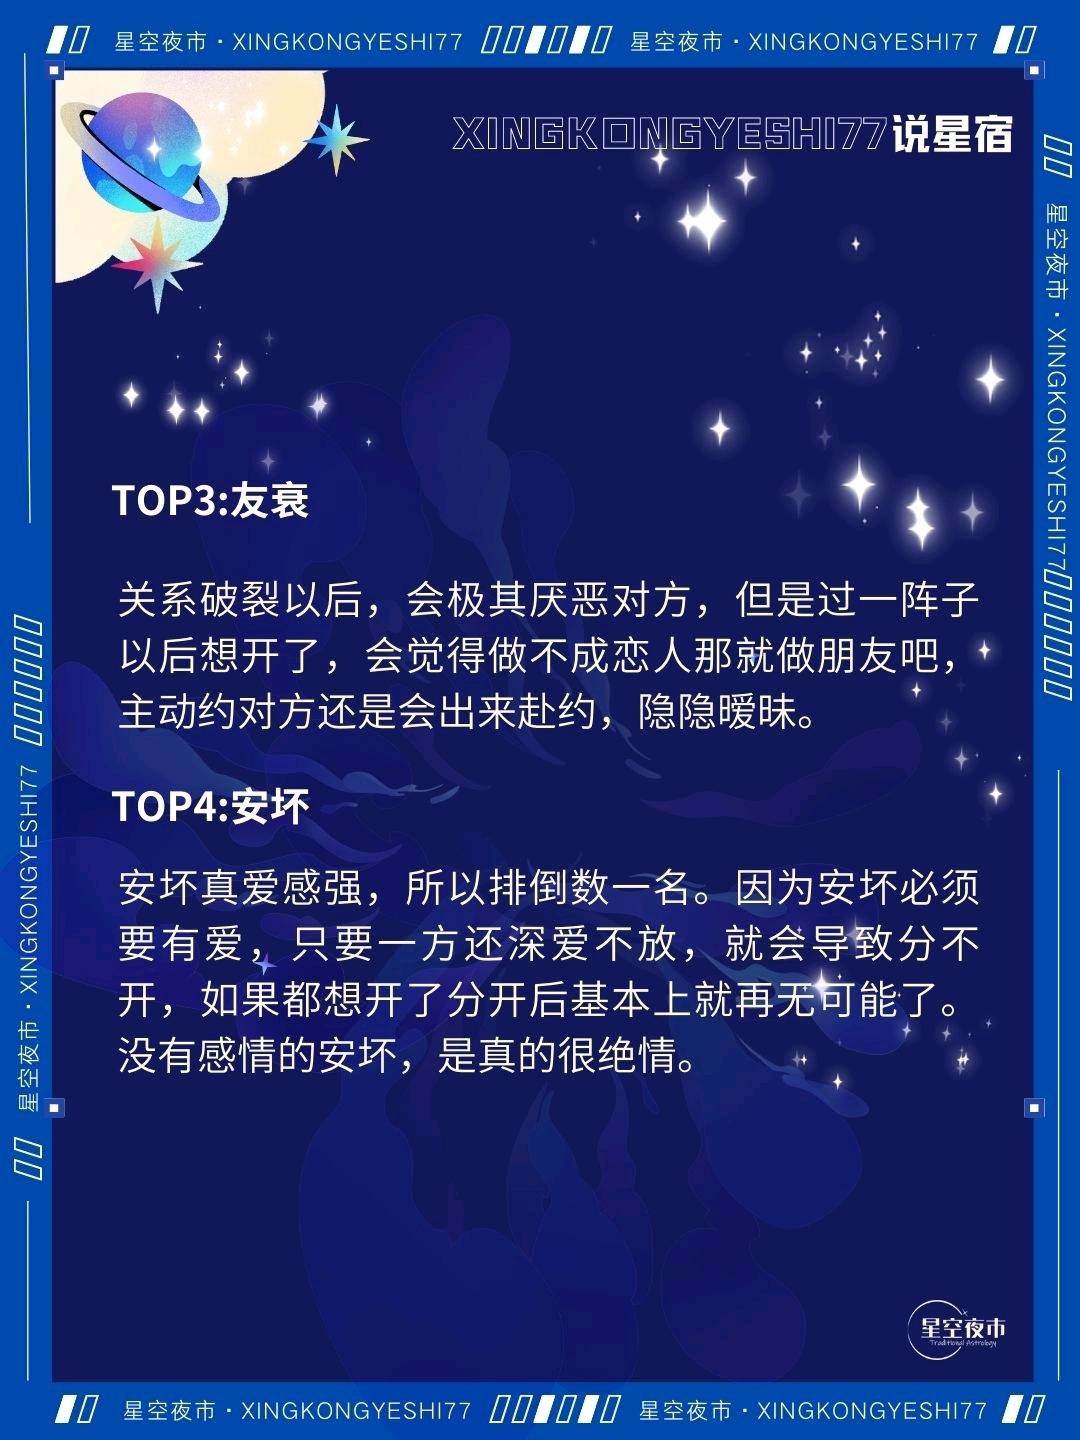 星空夜市·XINGKONGYESHI77
星空夜市·XINGKONGYESHI77
XINGKONGYESHI77说星宿
星空夜市·XINGKONGYESHI77
TOP3:友衰
关系破裂以后，会极其厌恶对方，但是过一阵子
以后想开了，会觉得做不成恋人那就做朋友吧，
主动约对方还是会出来赴约，隐隐暧昧。
TOP4:安坏
安坏真爱感强，所以排倒数一名。因为安坏必须
要有爱，只要一方还深爱不放，就会导致分不
开，如果都想开了分开后基本上就再无可能了。
没有感情的安坏，是真的很绝情。
星空夜市·XINGKONGYESHI77
星空夜市
Traditional Astrology
星空夜市·XINGKONGYESHI77
星空夜市·XINGKONGYESHI77